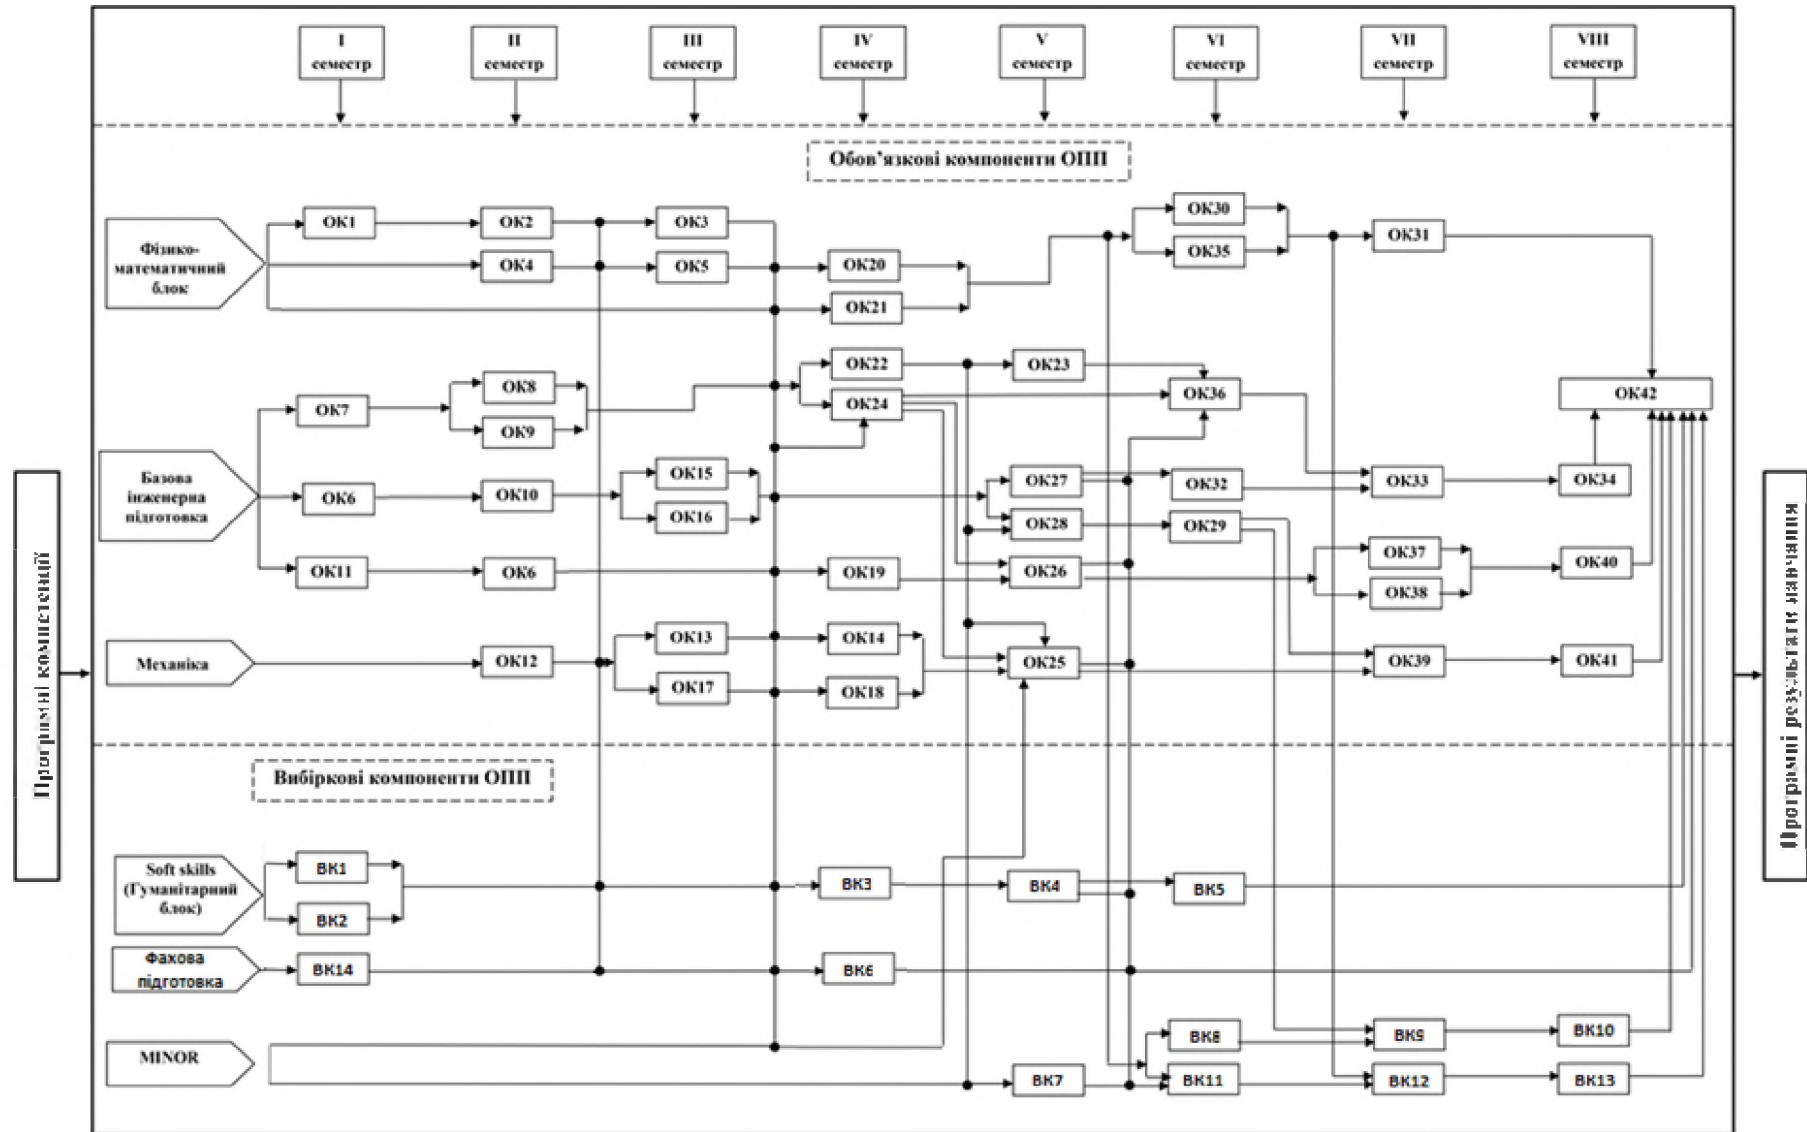 I
семестр
II
семестр
III
семестр
IV
семестр
V
семестр
VI
семестр
VII
семестр
VIII
семестр
Обов’язкові компоненти ОПП
Фізико-
математичний
блок
ОК1
ОК2
ОК3
ОК4
ОК5
ОК20
ОК21
ОК30
ОК35
ОК31
Базова
інженерна
підготовка
ОК7
ОК8
ОК9
ОК22
ОК24
ОК23
ОК36
ОК42
ОК6
ОК10
ОК15
ОК16
ОК27
ОК28
ОК32
ОК29
ОК33
ОК34
ОК11
ОК6
ОК19
ОК26
ОК37
ОК38
ОК40
Механіка
ОК12
ОК13
ОК17
ОК14
ОК18
ОК25
ОК39
ОК41
Вибіркові компоненти ОПП
Soft skills
(Гуманітарний
блок)
ВК1
ВК2
ВК3
ВК4
ВК5
Фахова
підготовка
ВК14
ВК6
MINOR
ВК7
ВК8
ВК11
ВК9
ВК12
ВК10
ВК13
Програмні компетенції
Програмні результати навчання